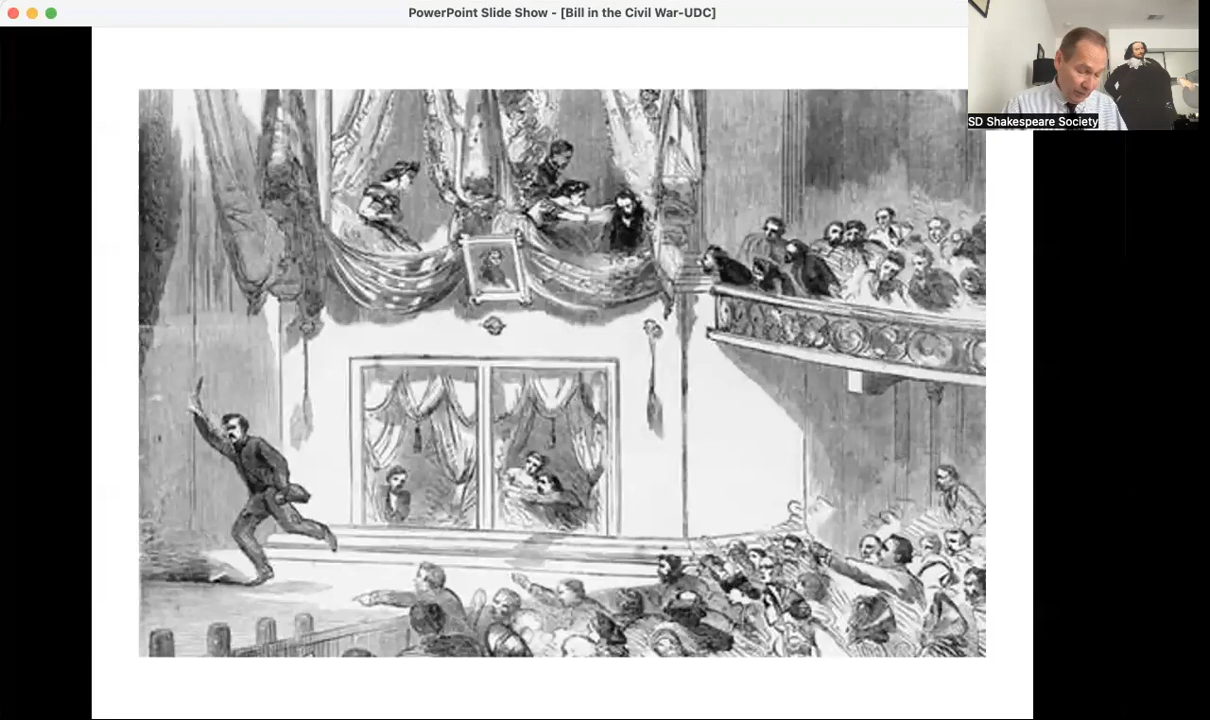 PowerPoint Slide Show - [Bill in the Civil War-UDC]
SD Shakespeare Society